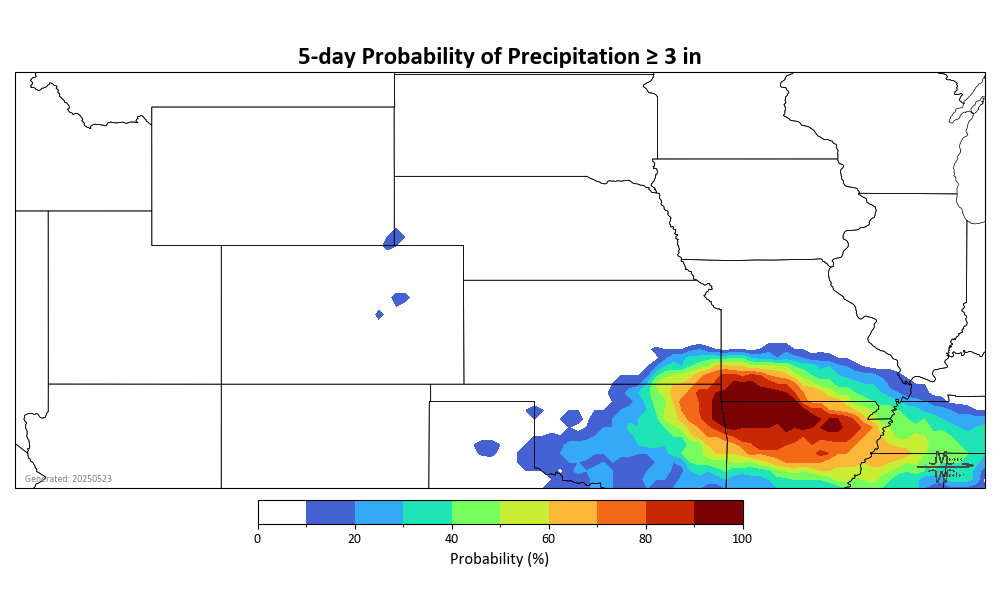 5-day Probability of Precipitation ≥ 3 in
Generated: 20250523
0 20 40 60 80 100
Probability (%)